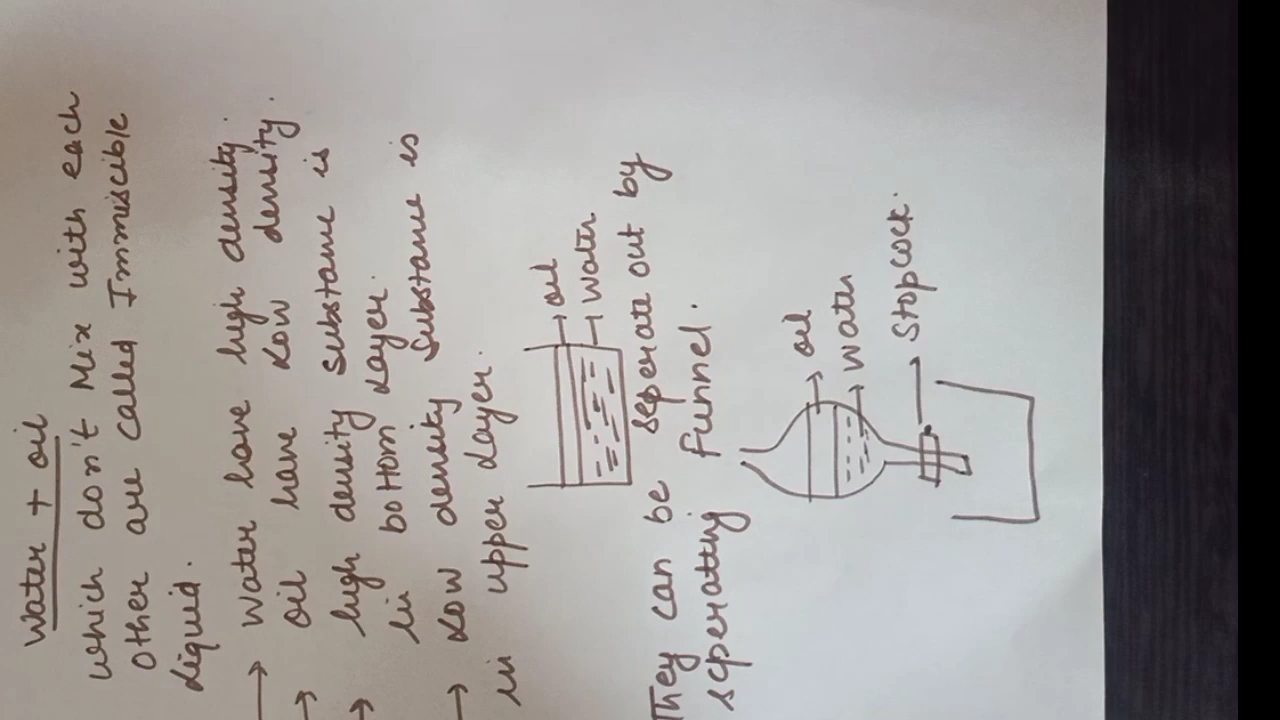 Water + oil
which don't Mix with each
other are called Immiscible
liquid.
→ water have high density.
→ oil have low density.
→ high density substance is
in bottom layer.
→ Low density substance is
in upper layer.
→ oil
→ water
They can be seperate out by
seperatting funnel.
→ oil
→ water
→ Stopcock.